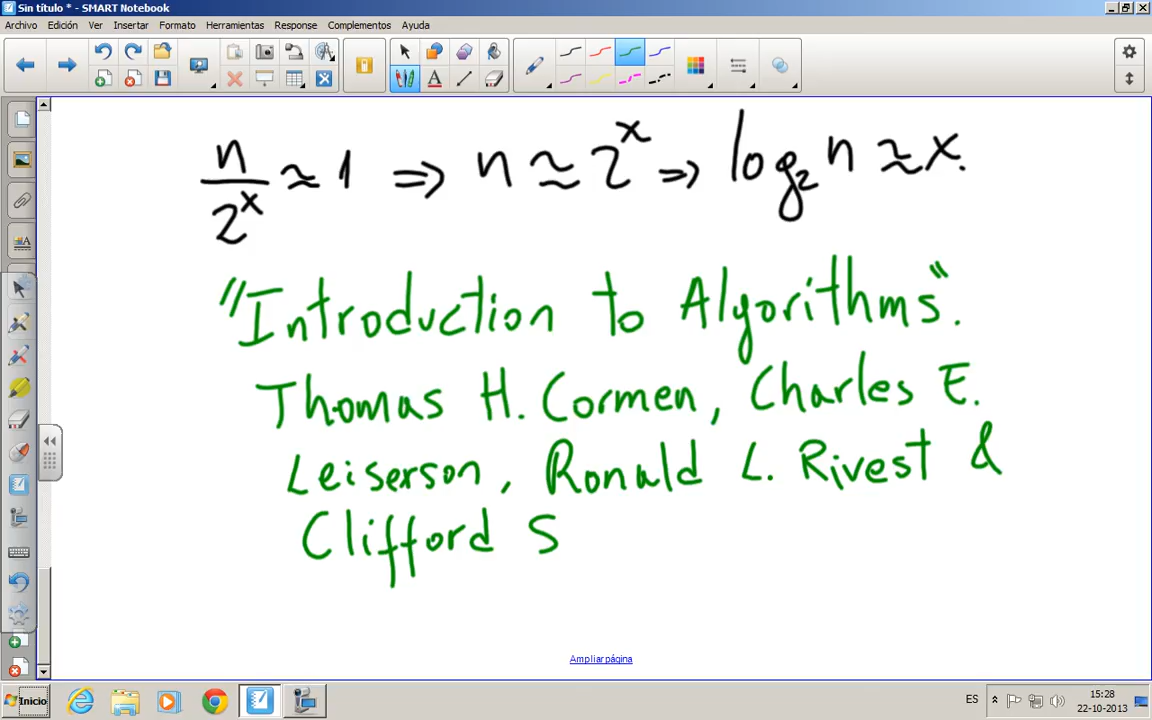 Sin título * - SMART Notebook
Archivo Edición Ver Insertar Formato Herramientas Response Complementos Ayuda
n/2^x ≈ 1 ⇒ n ≈ 2^x ⇒ log₂ n ≈ x.
"Introduction to Algorithms".
Thomas H. Cormen, Charles E.
Leiserson, Ronald L. Rivest &
Clifford S
Ampliar página
Inicio
ES
15:28
22-10-2013